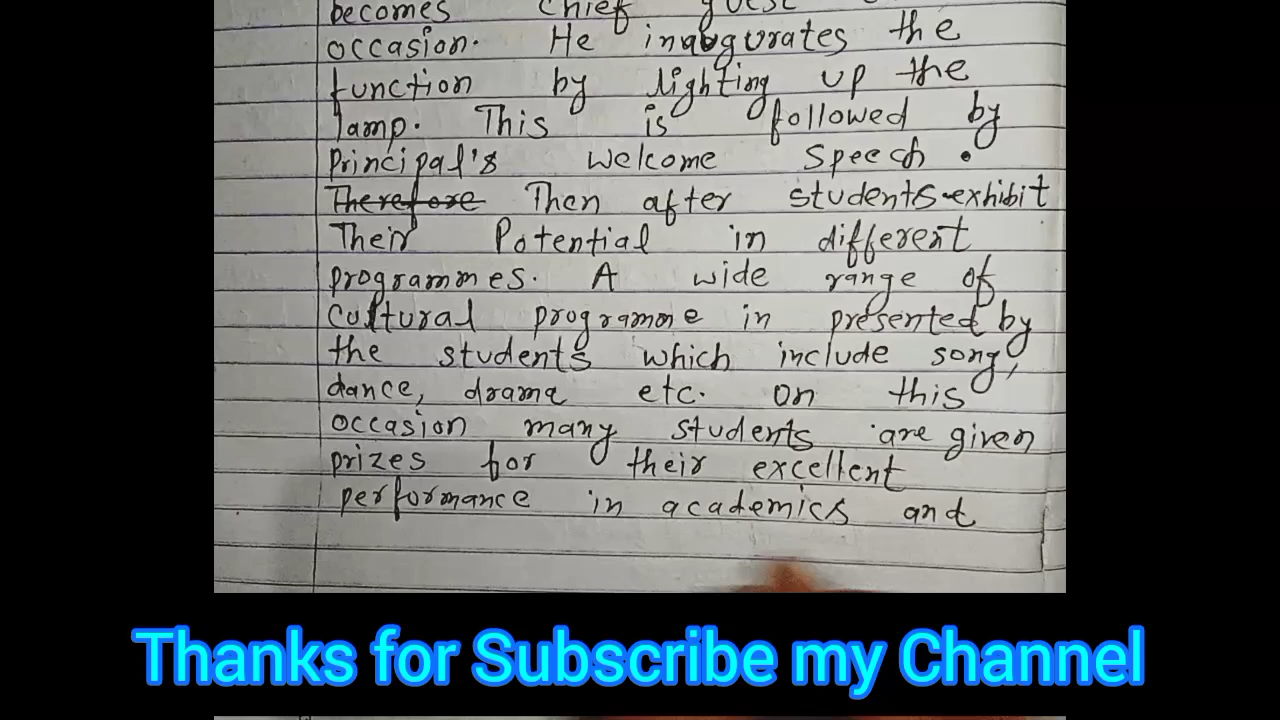 becomes chief guest
occasion. He inaugurates the
function by lighting up the
lamp. This is followed by
Principal's welcome speech.
Therefore Then after students exhibit
Their Potential in different
programmes. A wide range of
cultural programme in presented by
the students which include song,
dance, drama etc. On this
occasion many students are given
prizes for their excellent
performance in academics and
Thanks for Subscribe my Channel